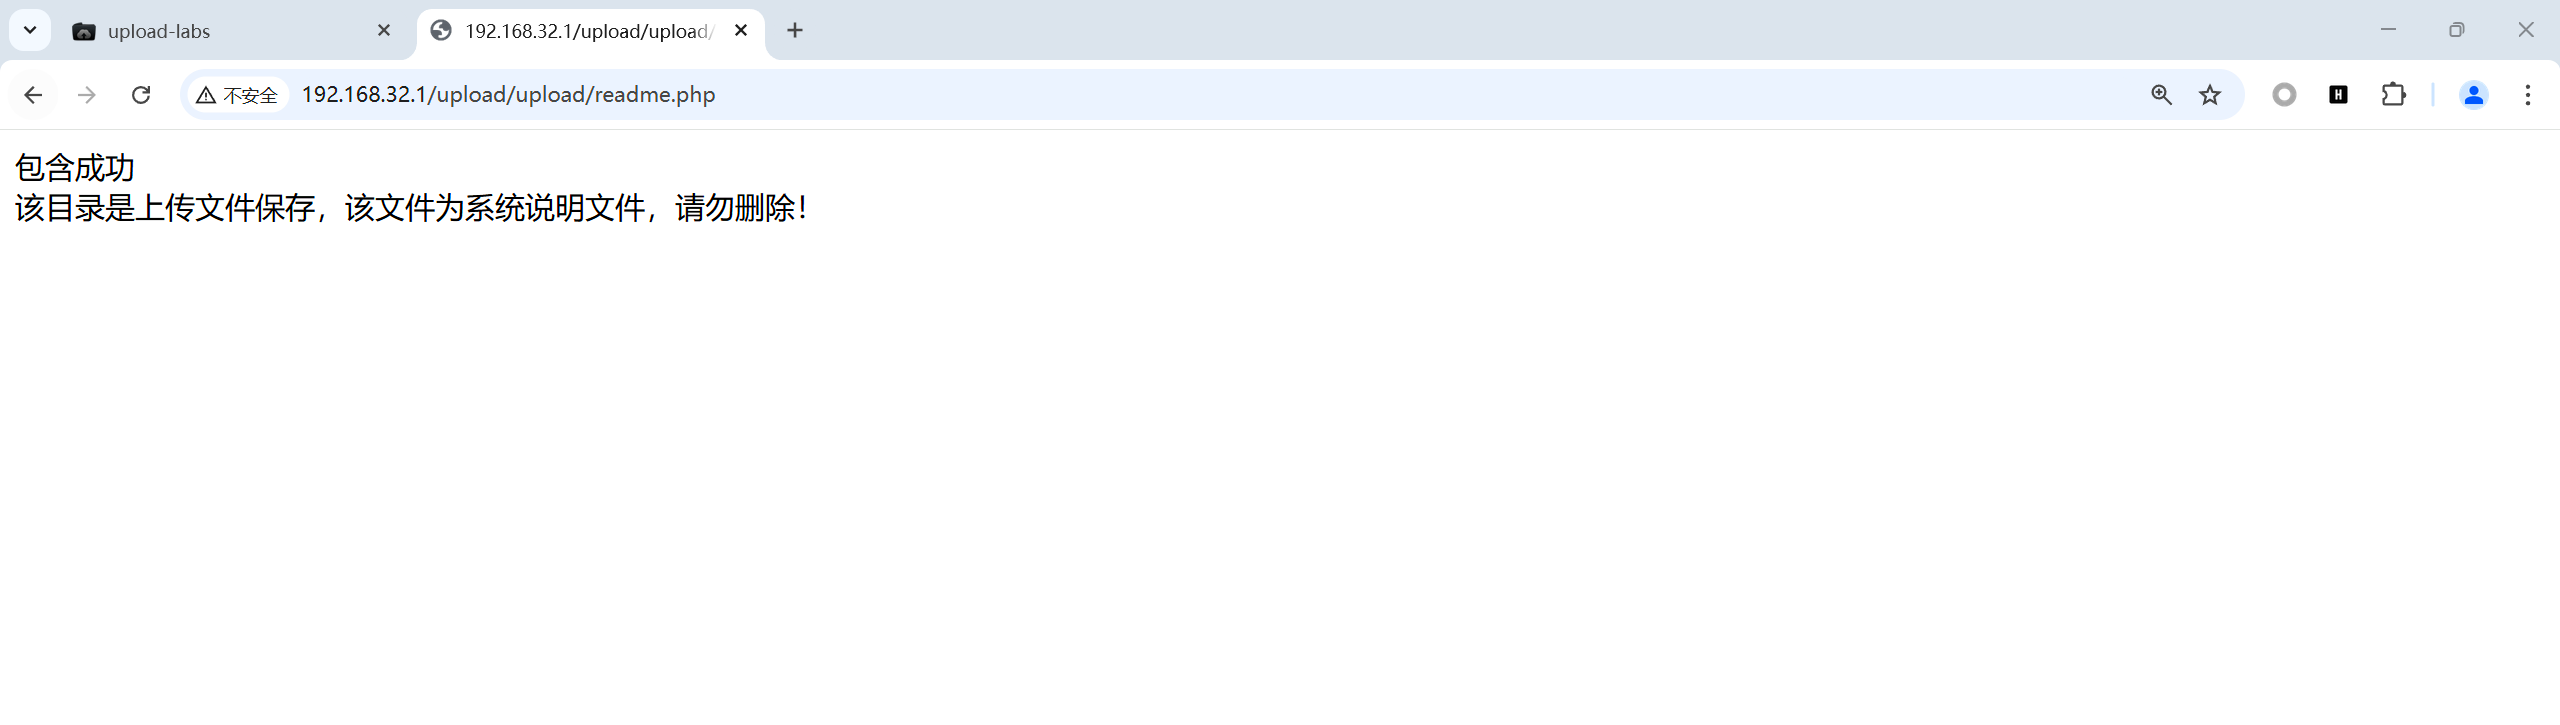 upload-labs
192.168.32.1/upload/upload/
不安全 192.168.32.1/upload/upload/readme.php
包含成功
该目录是上传文件保存，该文件为系统说明文件，请勿删除！